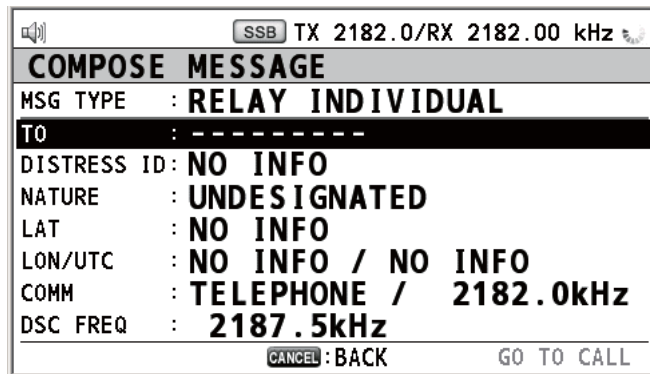 SSB TX 2182.0/RX 2182.00 kHz
COMPOSE MESSAGE
MSG TYPE : RELAY INDIVIDUAL
TO : ---------
DISTRESS ID: NO INFO
NATURE : UNDESIGNATED
LAT : NO INFO
LON/UTC : NO INFO / NO INFO
COMM : TELEPHONE / 2182.0kHz
DSC FREQ : 2187.5kHz
CANCEL : BACK GO TO CALL